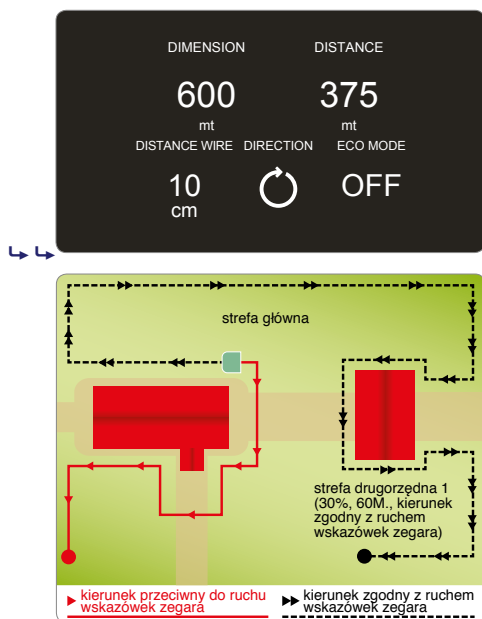 DIMENSION DISTANCE
600 375
mt mt
DISTANCE WIRE DIRECTION ECO MODE
10 OFF
cm
strefa główna
strefa drugorzędna 1
(30%, 60M., kierunek
zgodny z ruchem
wskazówek zegara)
kierunek przeciwny do ruchu
wskazówek zegara
kierunek zgodny z ruchem
wskazówek zegara